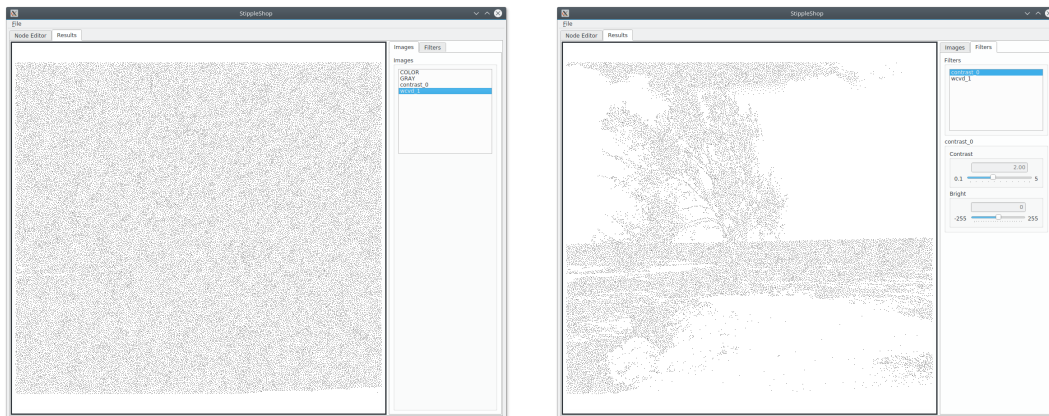 StippleShop
File
Node Editor Results
Images Filters
Images
COLOR
GRAY
contrast_0
wcvd_1
StippleShop
File
Node Editor Results
Images Filters
Filters
contrast_0
wcvd_1
contrast_0
Contrast
2.00
0.1 5
Bright
0
-255 255